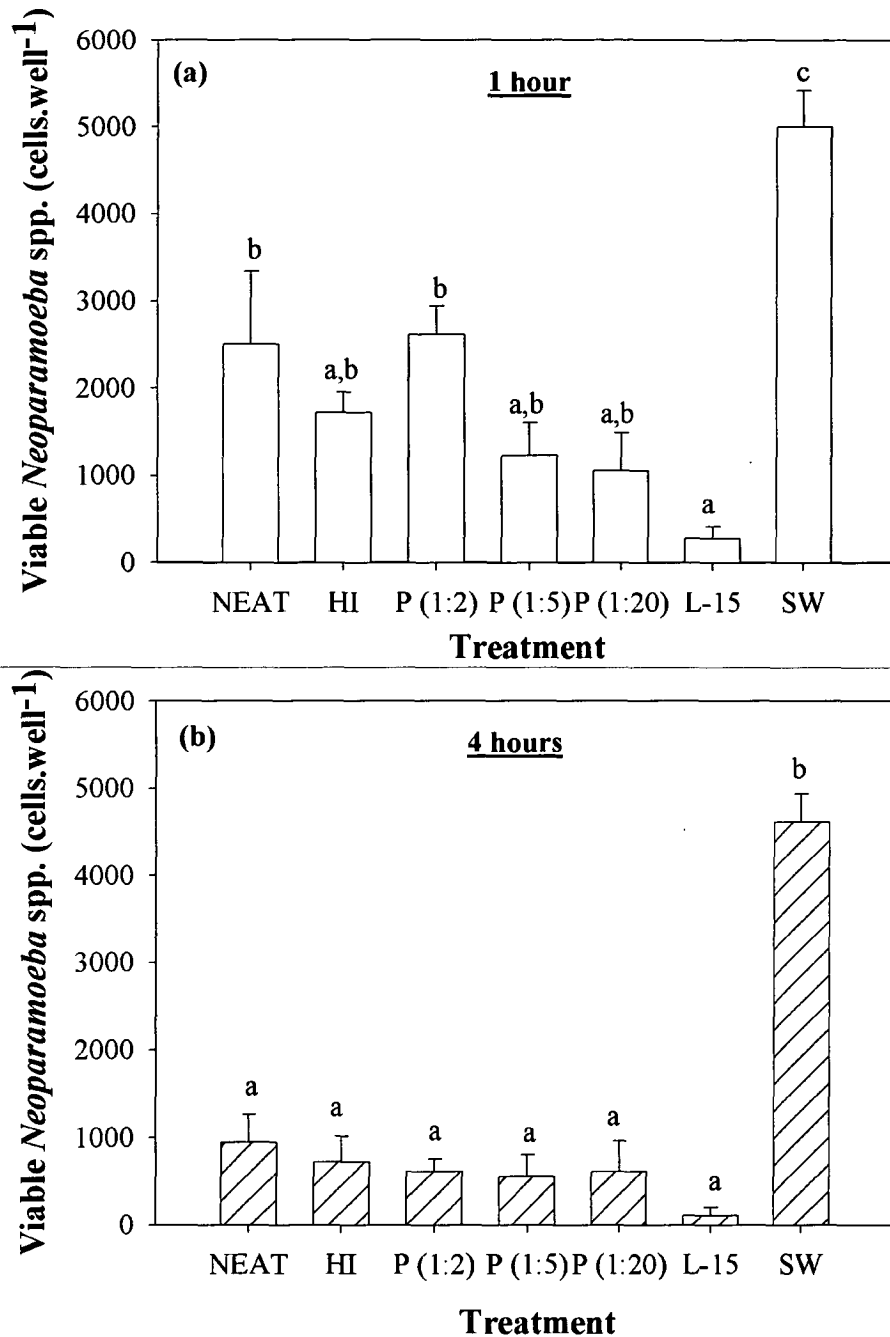 Viable Neoparamoeba spp. (cells.well-1)
6000
5000
4000
3000
2000
1000
0
(a)
1 hour
b
a,b
b
a,b
a,b
a
c
NEAT HI P (1:2) P (1:5) P (1:20) L-15 SW
Treatment
Viable Neoparamoeba spp. (cells.well-1)
6000
5000
4000
3000
2000
1000
0
(b)
4 hours
a
a
a
a
a
a
b
NEAT HI P (1:2) P (1:5) P (1:20) L-15 SW
Treatment